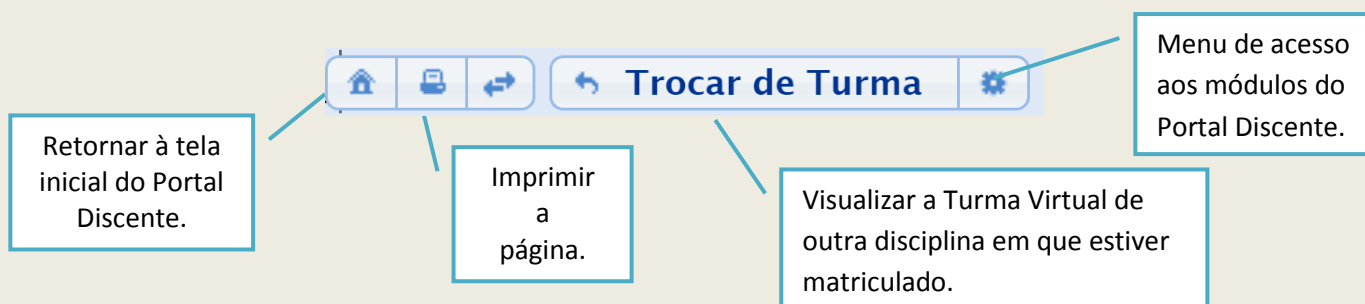 Trocar de Turma
Menu de acesso
aos módulos do
Portal Discente.
Retornar à tela
inicial do Portal
Discente.
Imprimir
a
página.
Visualizar a Turma Virtual de
outra disciplina em que estiver
matriculado.